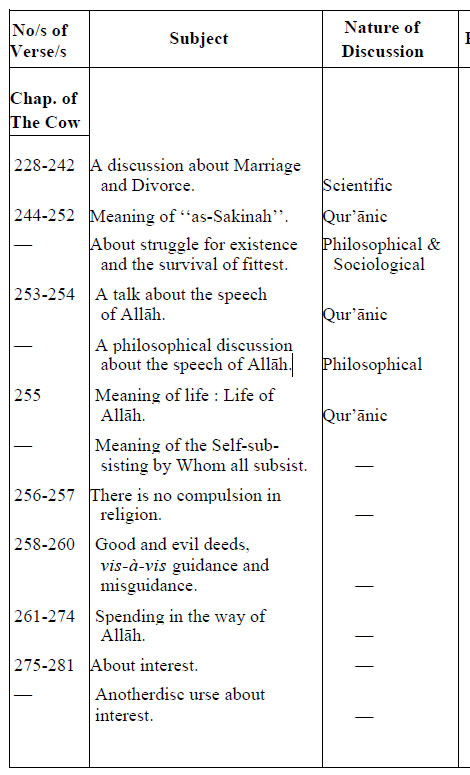 No/s of
Verse/s
Subject
Nature of
Discussion
Chap. of
The Cow
228-242 A discussion about Marriage
and Divorce. Scientific
244-252 Meaning of ‘‘as-Sakinah’’. Qur’ānic
— About struggle for existence Philosophical &
and the survival of fittest. Sociological
253-254 A talk about the speech
of Allāh. Qur’ānic
— A philosophical discussion
about the speech of Allāh. Philosophical
255 Meaning of life : Life of
Allāh. Qur’ānic
— Meaning of the Self-sub-
sisting by Whom all subsist. —
256-257 There is no compulsion in
religion. —
258-260 Good and evil deeds,
vis-à-vis guidance and
misguidance. —
261-274 Spending in the way of
Allāh. —
275-281 About interest. —
— Anotherdisc urse about
interest. —